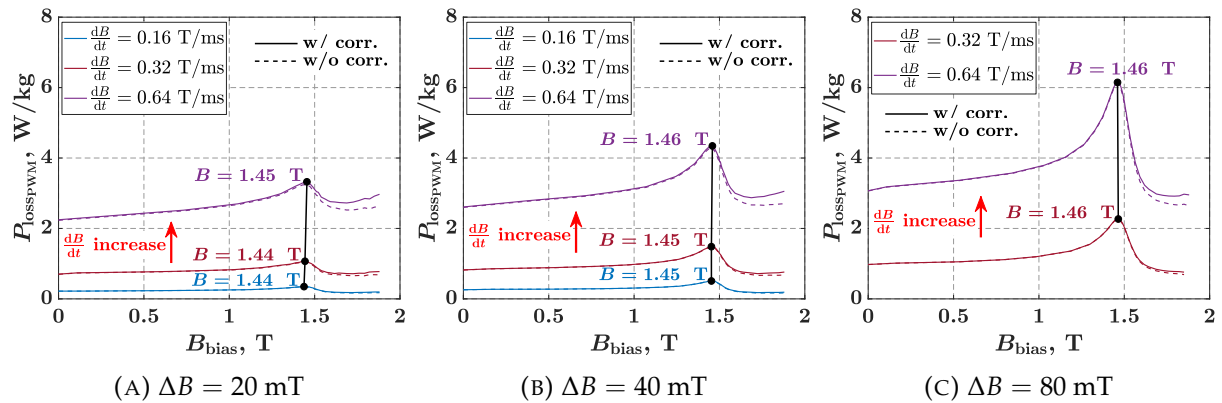 8
6
4
2
0
P_lossPWM, W/kg
dB/dt = 0.16 T/ms
dB/dt = 0.32 T/ms
dB/dt = 0.64 T/ms
w/ corr.
w/o corr.
B = 1.45 T
B = 1.44 T
B = 1.44 T
dB/dt increase
0 0.5 1 1.5 2
B_bias, T
(A) ΔB = 20 mT
8
6
4
2
0
P_lossPWM, W/kg
dB/dt = 0.16 T/ms
dB/dt = 0.32 T/ms
dB/dt = 0.64 T/ms
w/ corr.
w/o corr.
B = 1.46 T
B = 1.45 T
B = 1.45 T
dB/dt increase
0 0.5 1 1.5 2
B_bias, T
(B) ΔB = 40 mT
8
6
4
2
0
P_lossPWM, W/kg
dB/dt = 0.32 T/ms
dB/dt = 0.64 T/ms
w/ corr.
w/o corr.
B = 1.46 T
B = 1.46 T
dB/dt increase
0 0.5 1 1.5 2
B_bias, T
(C) ΔB = 80 mT